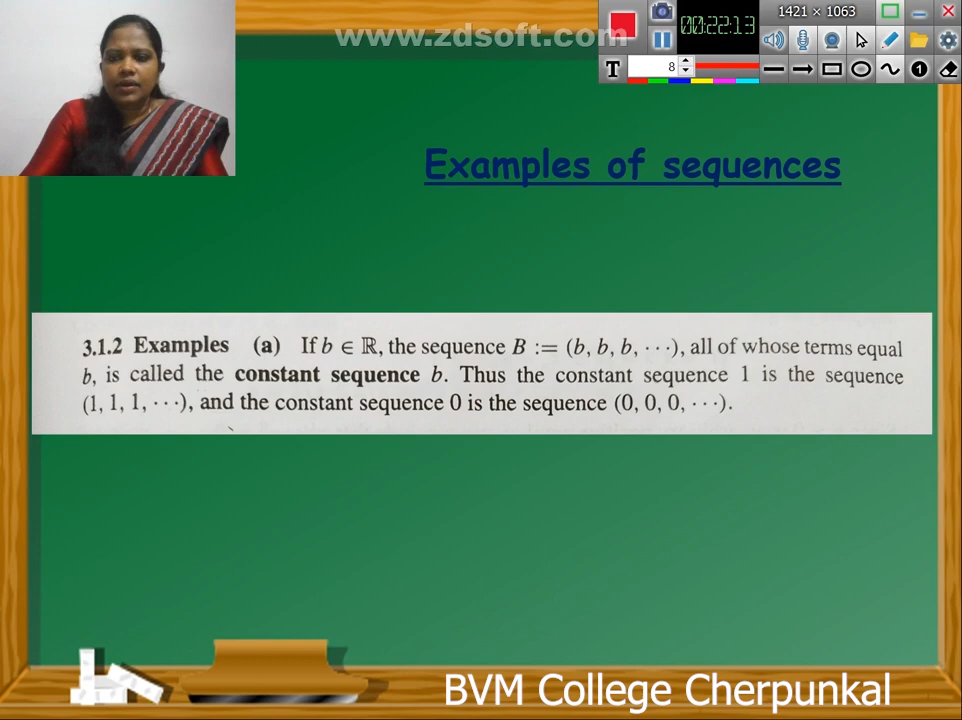 www.zdsoft.com
00:22:13
1421 × 1063
T
8
1
Examples of sequences
3.1.2 Examples (a) If b ∈ ℝ, the sequence B := (b, b, b, · · ·), all of whose terms equal
b, is called the constant sequence b. Thus the constant sequence 1 is the sequence
(1, 1, 1, · · ·), and the constant sequence 0 is the sequence (0, 0, 0, · · ·).
BVM College Cherpunkal